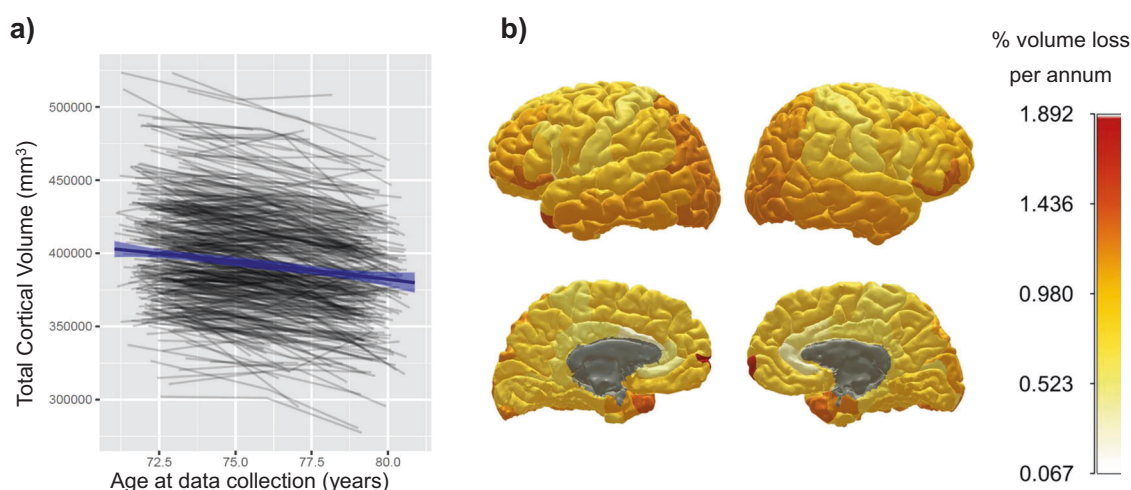 a)
Total Cortical Volume (mm³)
500000
450000
400000
350000
300000
72.5 75.0 77.5 80.0
Age at data collection (years)
b)
% volume loss
per annum
1.892
1.436
0.980
0.523
0.067